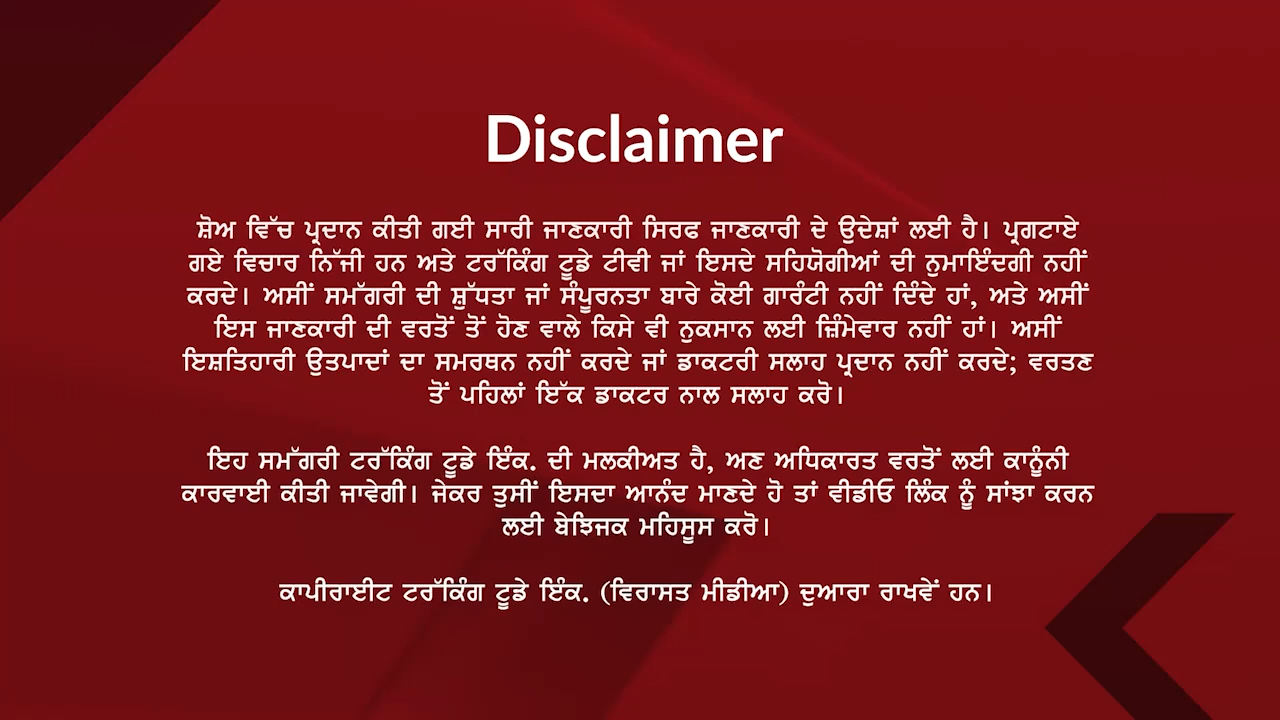 Disclaimer
ਸ਼ੋਅ ਵਿੱਚ ਪ੍ਰਦਾਨ ਕੀਤੀ ਗਈ ਸਾਰੀ ਜਾਣਕਾਰੀ ਸਿਰਫ ਜਾਣਕਾਰੀ ਦੇ ਉਦੇਸ਼ਾਂ ਲਈ ਹੈ। ਪ੍ਰਗਟਾਏ
ਗਏ ਵਿਚਾਰ ਨਿੱਜੀ ਹਨ ਅਤੇ ਟਰੱਕਿੰਗ ਟੂਡੇ ਟੀਵੀ ਜਾਂ ਇਸਦੇ ਸਹਿਯੋਗੀਆਂ ਦੀ ਨੁਮਾਇੰਦਗੀ ਨਹੀਂ
ਕਰਦੇ। ਅਸੀਂ ਸਮੱਗਰੀ ਦੀ ਸ਼ੁੱਧਤਾ ਜਾਂ ਸੰਪੂਰਨਤਾ ਬਾਰੇ ਕੋਈ ਗਾਰੰਟੀ ਨਹੀਂ ਦਿੰਦੇ ਹਾਂ, ਅਤੇ ਅਸੀਂ
ਇਸ ਜਾਣਕਾਰੀ ਦੀ ਵਰਤੋਂ ਤੋਂ ਹੋਣ ਵਾਲੇ ਕਿਸੇ ਵੀ ਨੁਕਸਾਨ ਲਈ ਜ਼ਿੰਮੇਵਾਰ ਨਹੀਂ ਹਾਂ। ਅਸੀਂ
ਇਸ਼ਤਿਹਾਰੀ ਉਤਪਾਦਾਂ ਦਾ ਸਮਰਥਨ ਨਹੀਂ ਕਰਦੇ ਜਾਂ ਡਾਕਟਰੀ ਸਲਾਹ ਪ੍ਰਦਾਨ ਨਹੀਂ ਕਰਦੇ; ਵਰਤਣ
ਤੋਂ ਪਹਿਲਾਂ ਇੱਕ ਡਾਕਟਰ ਨਾਲ ਸਲਾਹ ਕਰੋ।
ਇਹ ਸਮੱਗਰੀ ਟਰੱਕਿੰਗ ਟੂਡੇ ਇੰਕ. ਦੀ ਮਲਕੀਅਤ ਹੈ, ਅਣ ਅਧਿਕਾਰਤ ਵਰਤੋਂ ਲਈ ਕਾਨੂੰਨੀ
ਕਾਰਵਾਈ ਕੀਤੀ ਜਾਵੇਗੀ। ਜੇਕਰ ਤੁਸੀਂ ਇਸਦਾ ਆਨੰਦ ਮਾਣਦੇ ਹੋ ਤਾਂ ਵੀਡੀਓ ਲਿੰਕ ਨੂੰ ਸਾਂਝਾ ਕਰਨ
ਲਈ ਬੇਝਿਜਕ ਮਹਿਸੂਸ ਕਰੋ।
ਕਾਪੀਰਾਈਟ ਟਰੱਕਿੰਗ ਟੂਡੇ ਇੰਕ. (ਵਿਰਾਸਤ ਮੀਡੀਆ) ਦੁਆਰਾ ਰਾਖਵੇਂ ਹਨ।